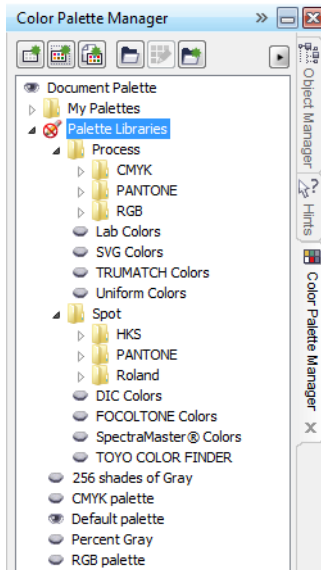 Color Palette Manager
Document Palette
My Palettes
Palette Libraries
Process
CMYK
PANTONE
RGB
Lab Colors
SVG Colors
TRUMATCH Colors
Uniform Colors
Spot
HKS
PANTONE
Roland
DIC Colors
FOCOLTONE Colors
SpectraMaster® Colors
TOYO COLOR FINDER
256 shades of Gray
CMYK palette
Default palette
Percent Gray
RGB palette
Object Manager
Hints
Color Palette Manager